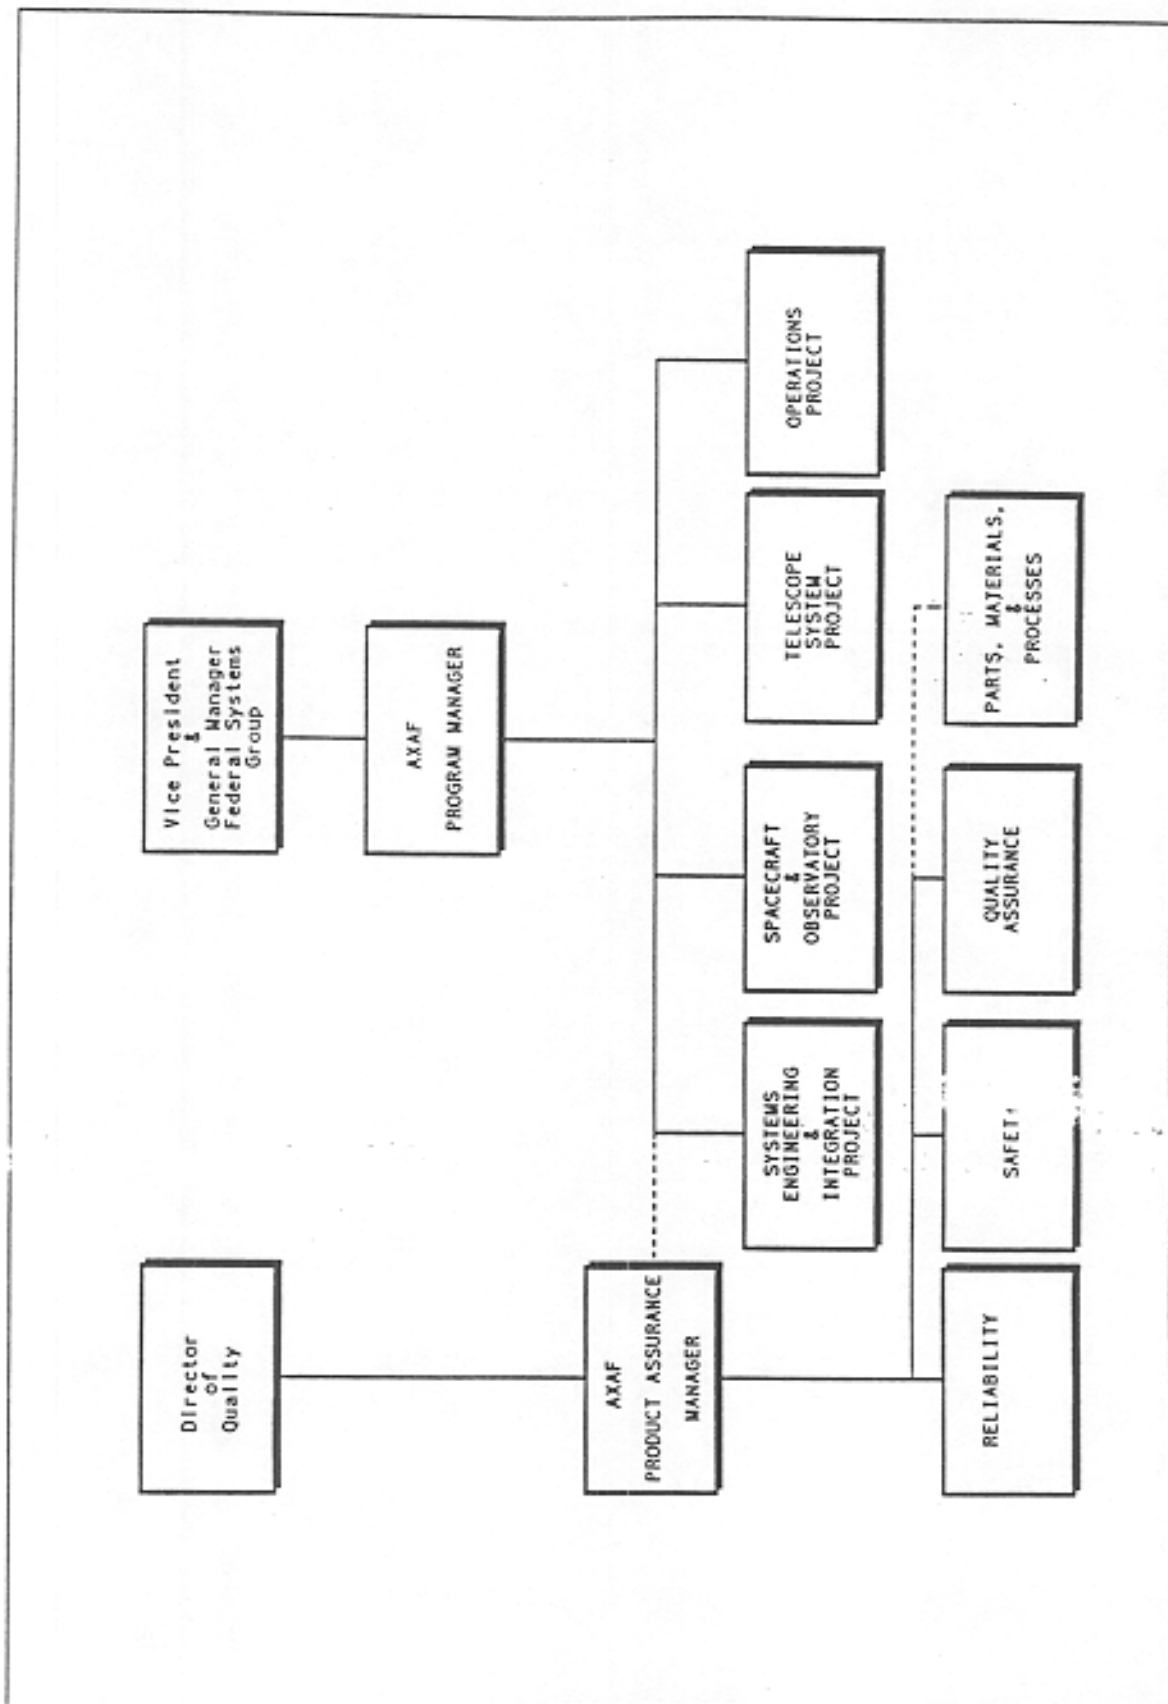 Director
of
Quality
Vice President
&
General Manager
Federal Systems
Group
AXAF
PROGRAM MANAGER
AXAF
PRODUCT ASSURANCE
MANAGER
SYSTEMS
ENGINEERING
&
INTEGRATION
PROJECT
SPACECRAFT
&
OBSERVATORY
PROJECT
TELESCOPE
SYSTEM
PROJECT
OPERATIONS
PROJECT
RELIABILITY
SAFETY
QUALITY
ASSURANCE
PARTS, MATERIALS,
&
PROCESSES